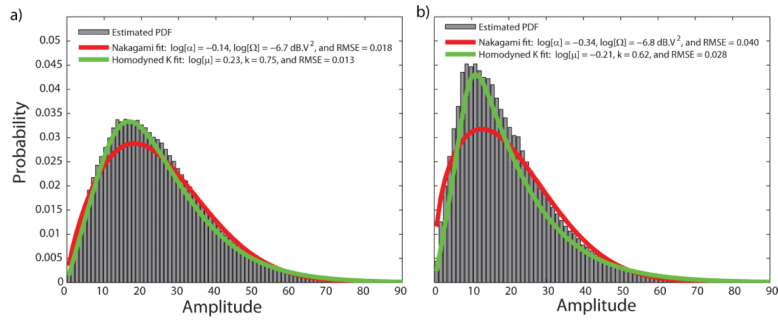 a)
Estimated PDF
Nakagami fit: log[α] = −0.14, log[Ω] = −6.7 dB.V², and RMSE = 0.018
Homodyned K fit: log[μ] = 0.23, k = 0.75, and RMSE = 0.013
Probability
0.05
0.045
0.04
0.035
0.03
0.025
0.02
0.015
0.01
0.005
0
0 10 20 30 40 50 60 70 80 90
Amplitude
b)
Estimated PDF
Nakagami fit: log[α] = −0.34, log[Ω] = −6.8 dB.V², and RMSE = 0.040
Homodyned K fit: log[μ] = −0.21, k = 0.62, and RMSE = 0.028
0 10 20 30 40 50 60 70 80 90
Amplitude